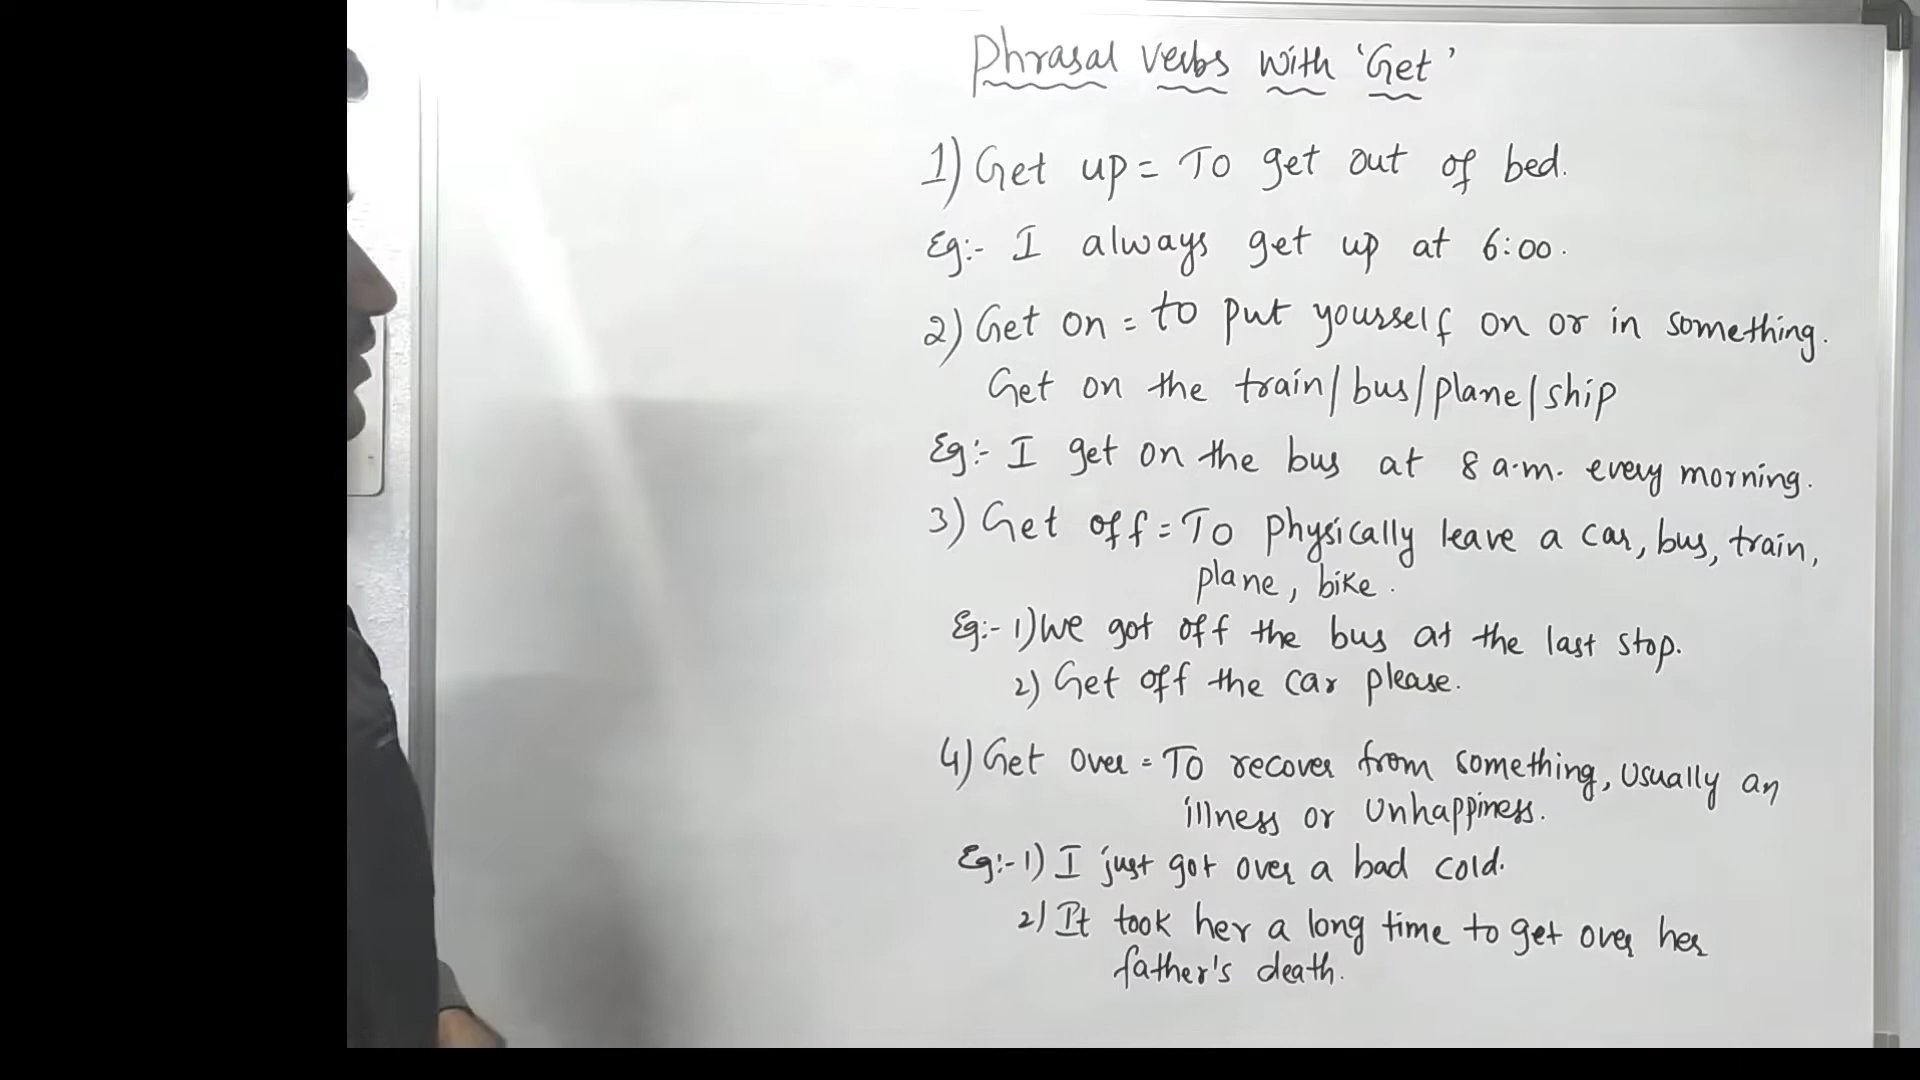 Phrasal verbs with 'Get'
1) Get up = To get out of bed.
Eg:- I always get up at 6:00.
2) Get on = to put yourself on or in something.
Get on the train/bus/plane/ship
Eg:- I get on the bus at 8 a.m. every morning.
3) Get off = To physically leave a car, bus, train,
plane, bike.
Eg:- 1) We got off the bus at the last stop.
2) Get off the car please.
4) Get over = To recover from something, usually an
illness or unhappiness.
Eg:- 1) I just got over a bad cold.
2) It took her a long time to get over her
father's death.